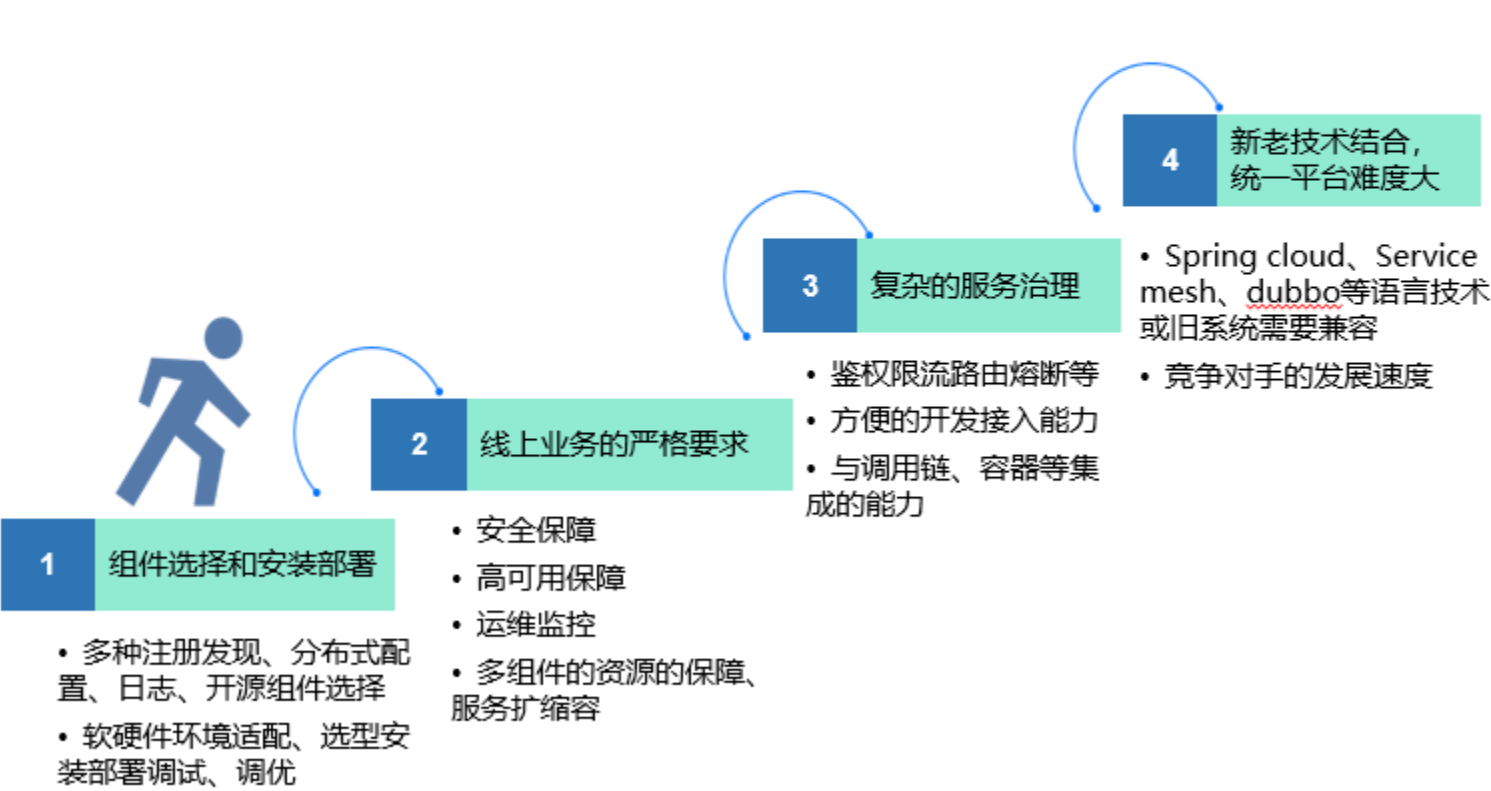 1
组件选择和安装部署
• 多种注册发现、分布式配
置、日志、开源组件选择
• 软硬件环境适配、选型安
装部署调试、调优
2
线上业务的严格要求
• 安全保障
• 高可用保障
• 运维监控
• 多组件的资源的保障、
服务扩缩容
3
复杂的服务治理
• 鉴权限流路由熔断等
• 方便的开发接入能力
• 与调用链、容器等集
成的能力
4
新老技术结合，
统一平台难度大
• Spring cloud、Service
mesh、dubbo等语言技术
或旧系统需要兼容
• 竞争对手的发展速度